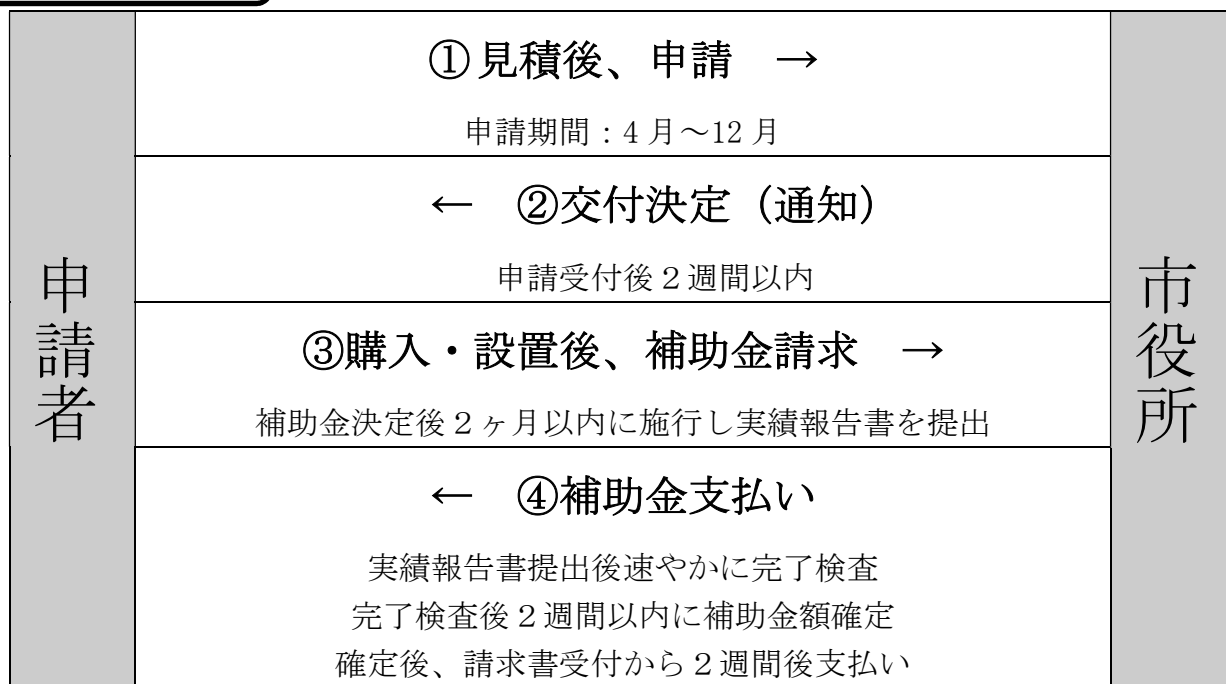 申請者
①見積後、申請　→
申請期間：4月～12月
←　②交付決定（通知）
申請受付後２週間以内
③購入・設置後、補助金請求　→
補助金決定後２ヶ月以内に施行し実績報告書を提出
←　④補助金支払い
実績報告書提出後速やかに完了検査
完了検査後２週間以内に補助金額確定
確定後、請求書受付から２週間後支払い
市役所